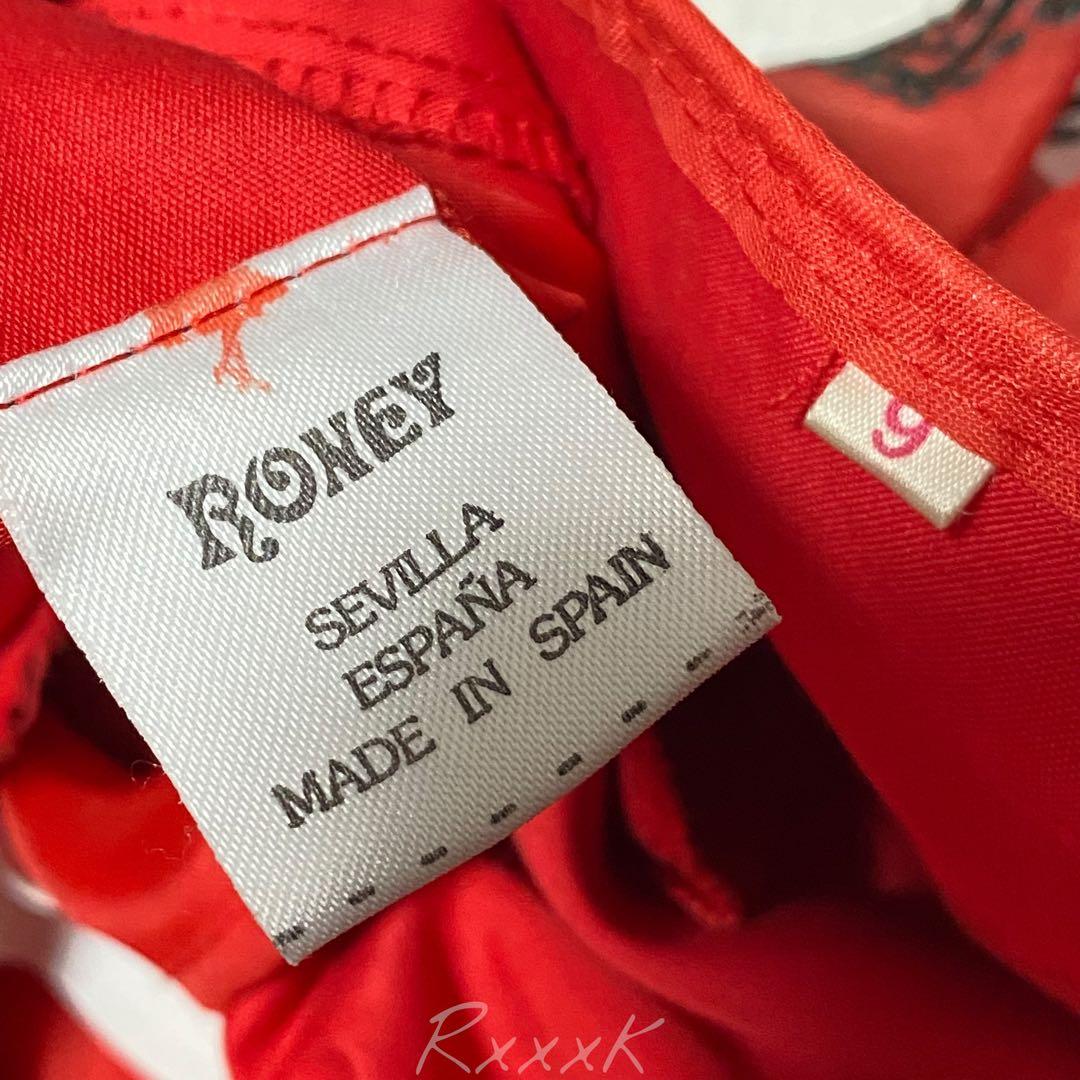 RONEY
SEVILLA
ESPAÑA
MADE IN SPAIN
9
RxxxK